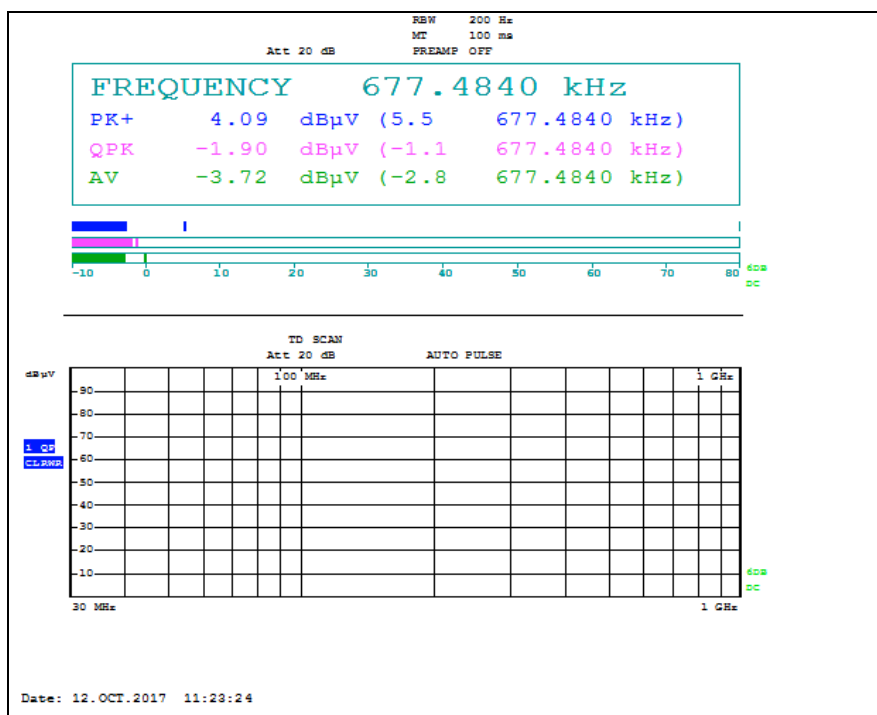 RBW 200 Hz
MT 100 ms
Att 20 dB PREAMP OFF
FREQUENCY 677.4840 kHz
PK+ 4.09 dBµV (5.5 677.4840 kHz)
QPK -1.90 dBµV (-1.1 677.4840 kHz)
AV -3.72 dBµV (-2.8 677.4840 kHz)
-10 0 10 20 30 40 50 60 70 80
6DB
DC
TD SCAN
Att 20 dB AUTO PULSE
dBµV
100 MHz 1 GHz
90
80
70
1 QP
60
CLRWR
50
40
30
20
10
6DB
DC
30 MHz 1 GHz
Date: 12.OCT.2017 11:23:24